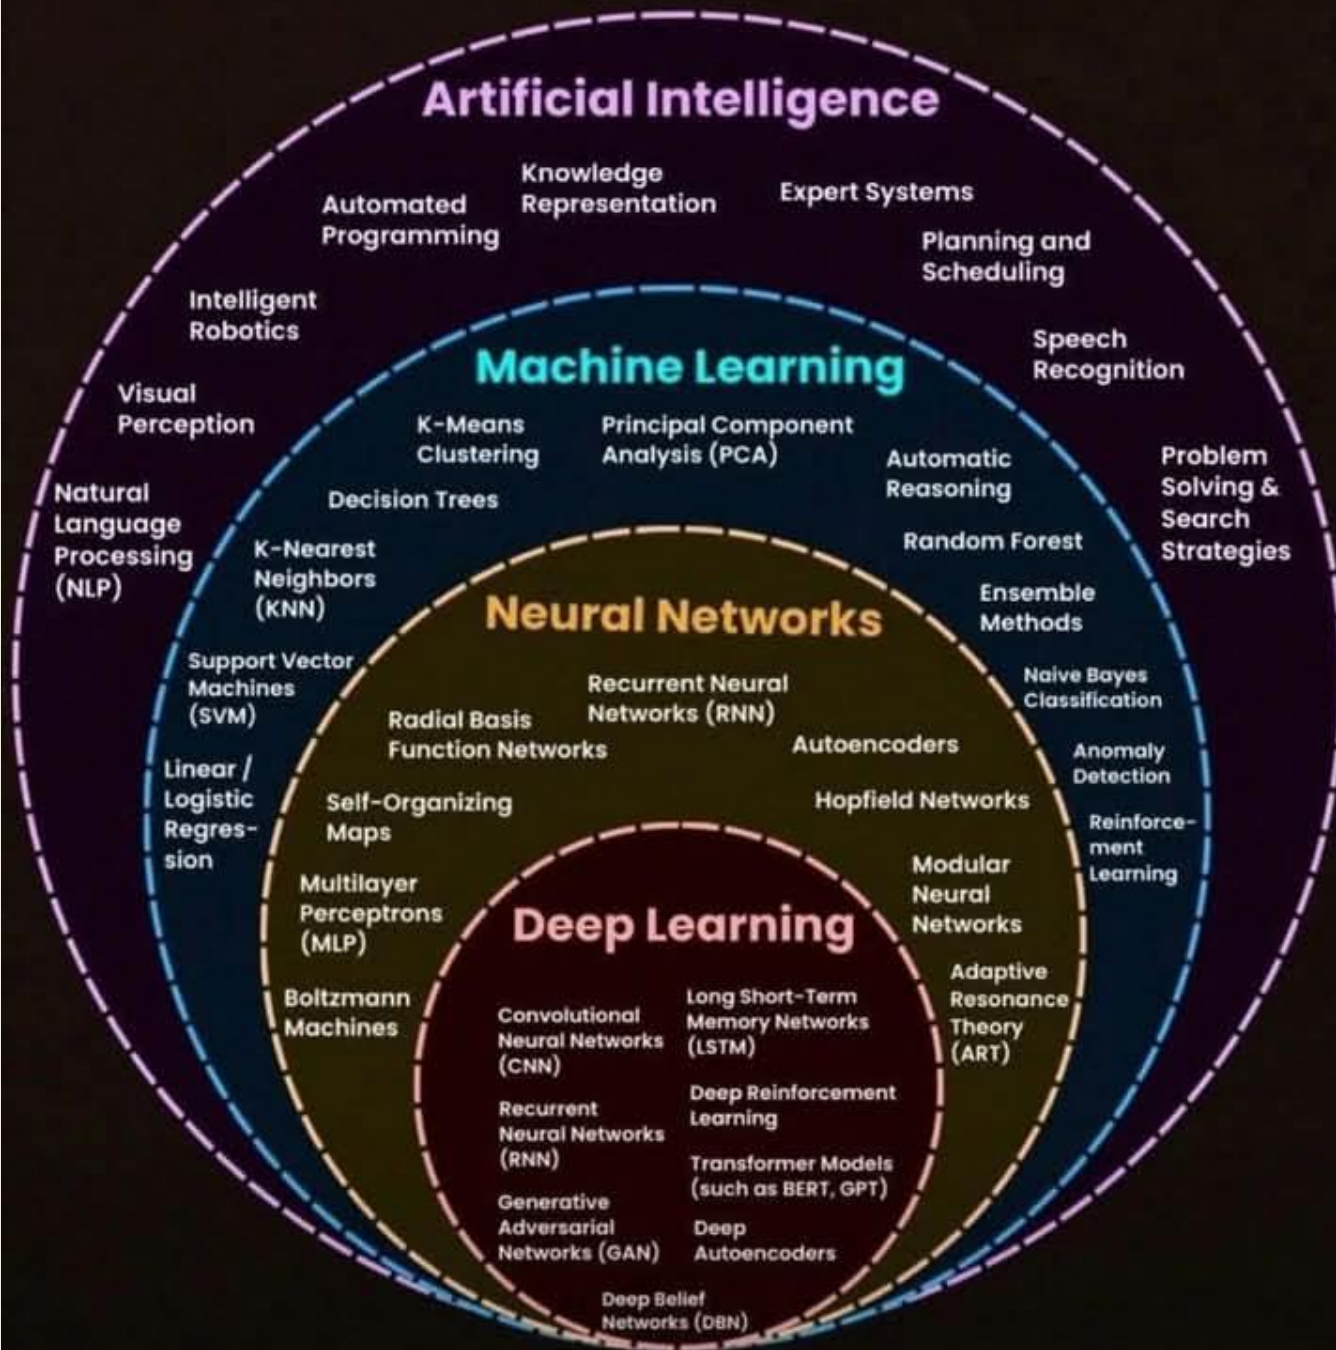 Artificial Intelligence
Knowledge
Representation
Expert Systems
Automated
Programming
Planning and
Scheduling
Intelligent
Robotics
Speech
Recognition
Visual
Perception
Problem
Solving &
Search
Strategies
Natural
Language
Processing
(NLP)
Machine Learning
K-Means
Clustering
Principal Component
Analysis (PCA)
Automatic
Reasoning
Decision Trees
Random Forest
K-Nearest
Neighbors
(KNN)
Ensemble
Methods
Support Vector
Machines
(SVM)
Naive Bayes
Classification
Linear /
Logistic
Regres-
sion
Anomaly
Detection
Reinforce-
ment
Learning
Neural Networks
Recurrent Neural
Networks (RNN)
Radial Basis
Function Networks
Autoencoders
Self-Organizing
Maps
Hopfield Networks
Multilayer
Perceptrons
(MLP)
Modular
Neural
Networks
Boltzmann
Machines
Adaptive
Resonance
Theory
(ART)
Deep Learning
Convolutional
Neural Networks
(CNN)
Long Short-Term
Memory Networks
(LSTM)
Recurrent
Neural Networks
(RNN)
Deep Reinforcement
Learning
Generative
Adversarial
Networks (GAN)
Transformer Models
(such as BERT, GPT)
Deep
Autoencoders
Deep Belief
Networks (DBN)